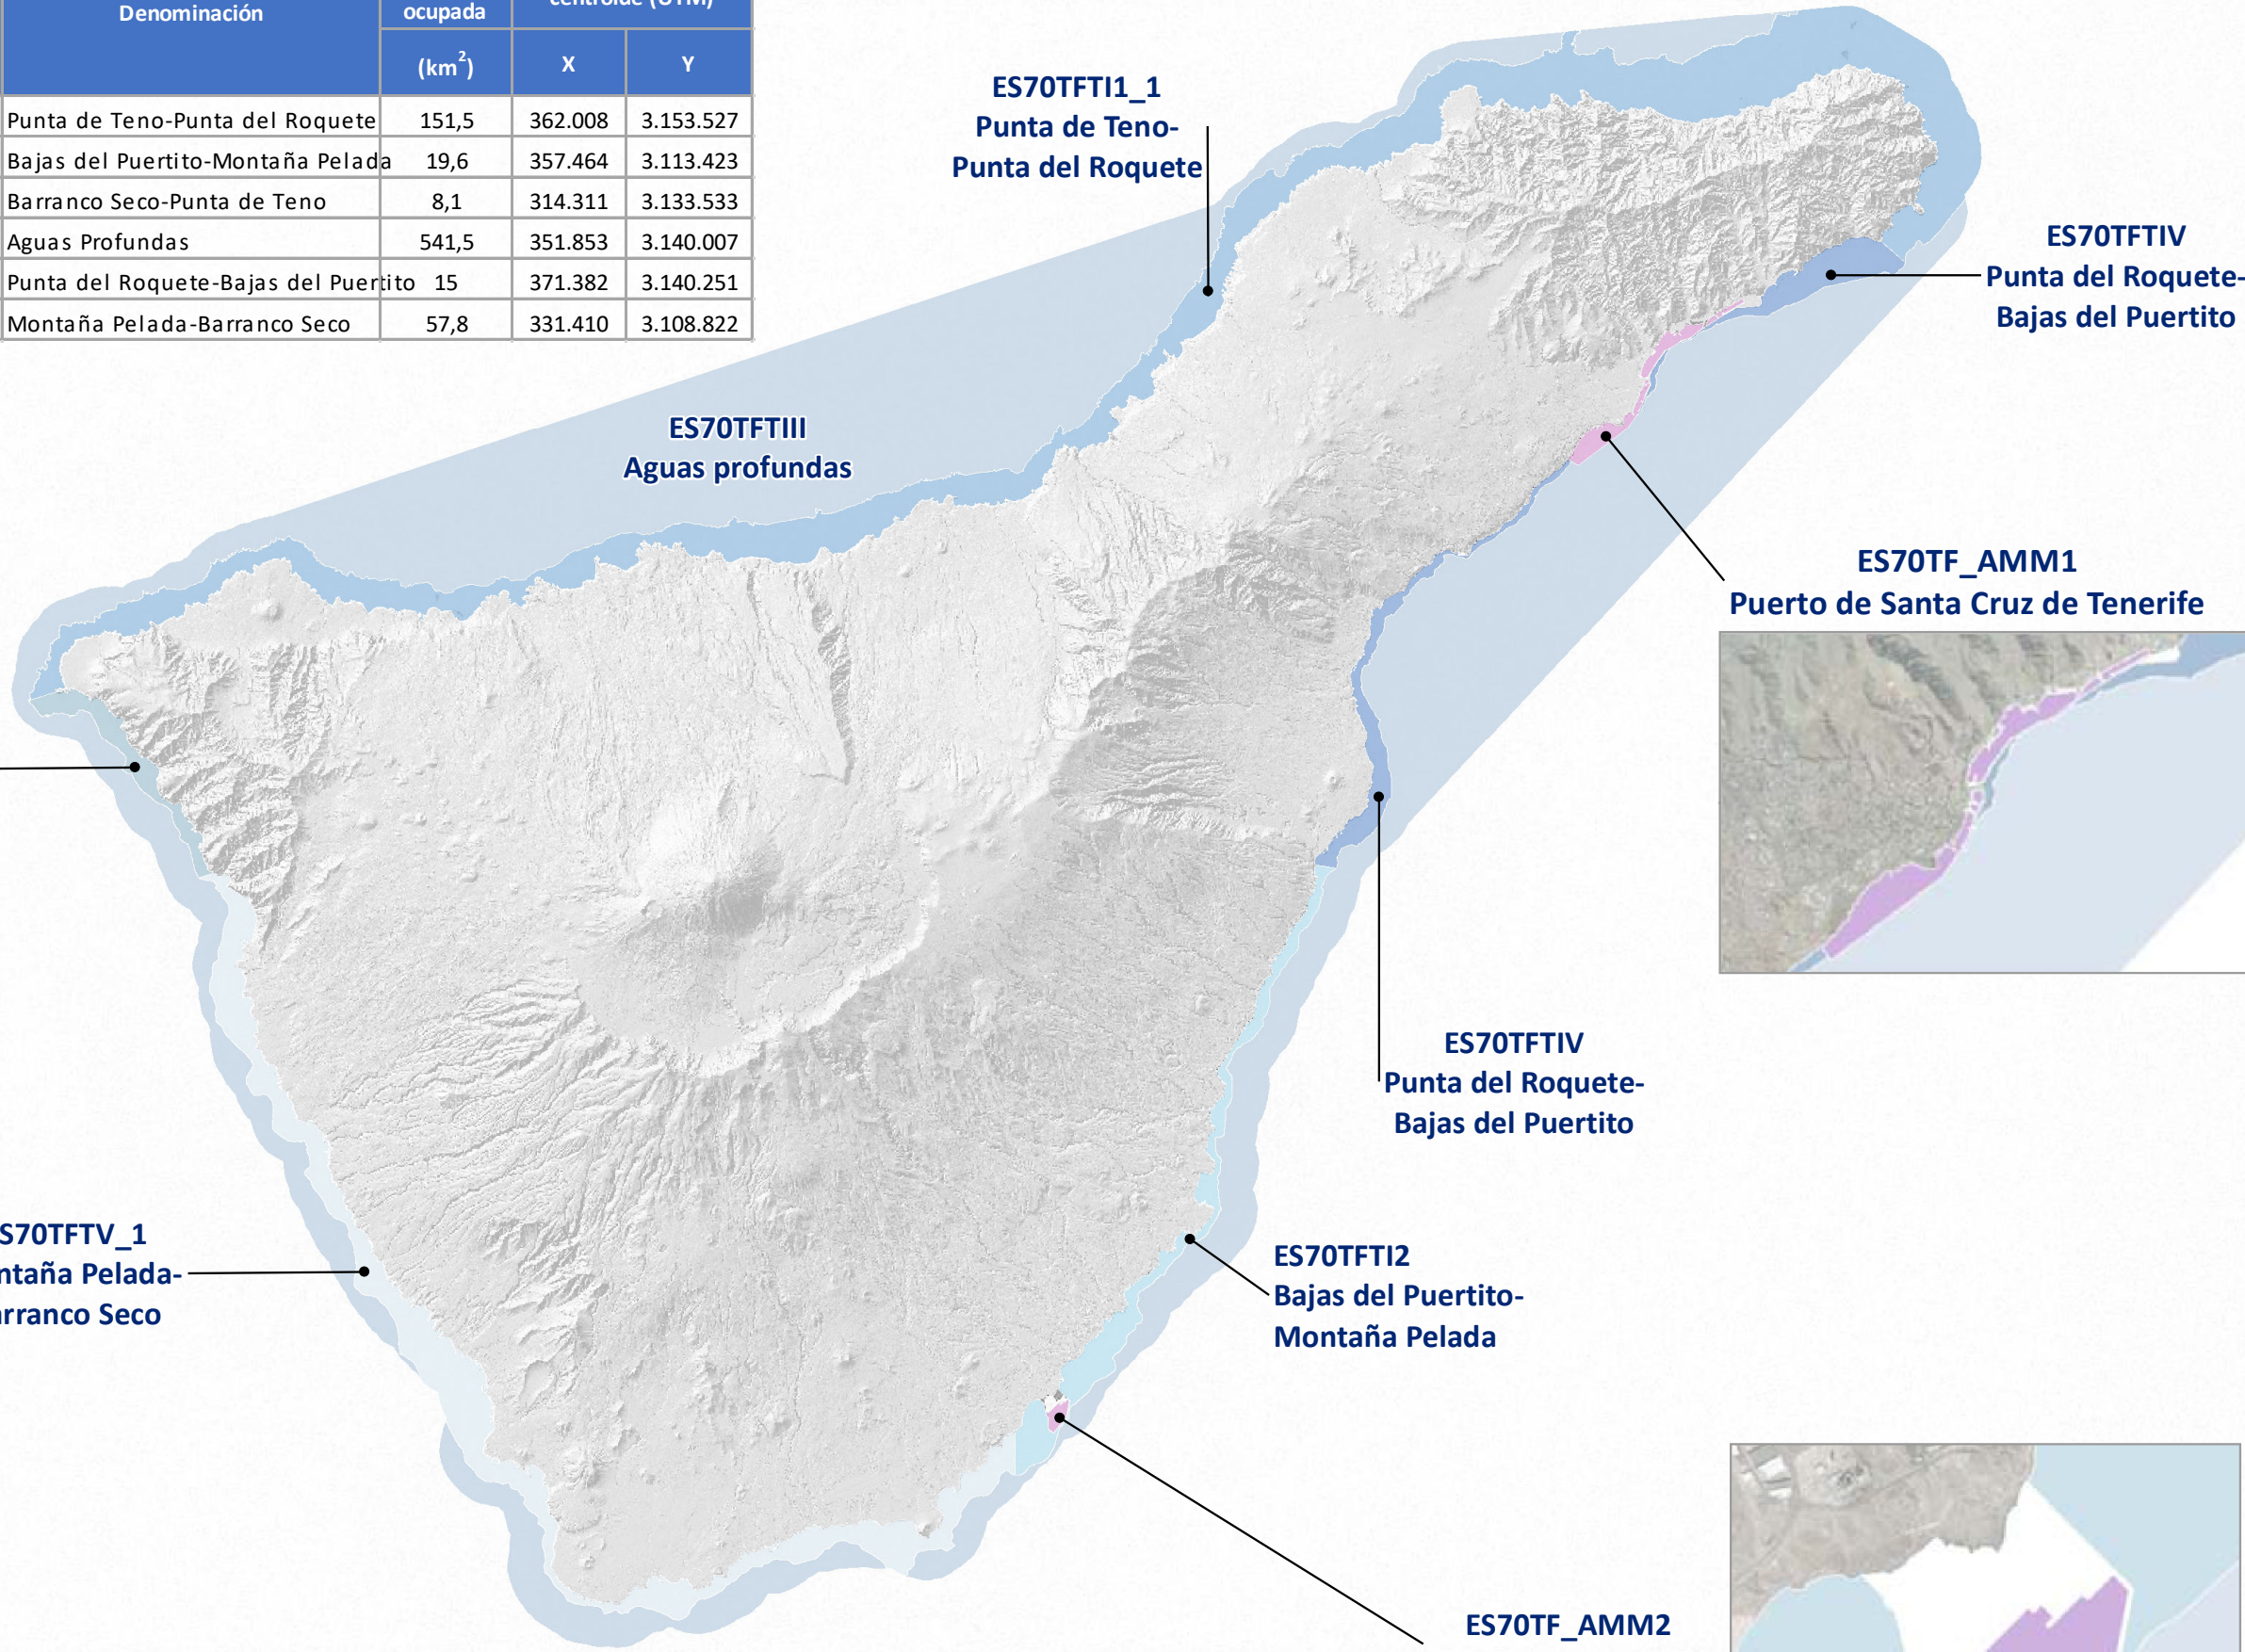 Denominación
ocupada
centroide (UTM)
(km²)
X
Y
Punta de Teno-Punta del Roquete 151,5 362.008 3.153.527
Bajas del Puertito-Montaña Pelada 19,6 357.464 3.113.423
Barranco Seco-Punta de Teno 8,1 314.311 3.133.533
Aguas Profundas 541,5 351.853 3.140.007
Punta del Roquete-Bajas del Puertito 15 371.382 3.140.251
Montaña Pelada-Barranco Seco 57,8 331.410 3.108.822
ES70TFTI1_1
Punta de Teno-
Punta del Roquete
ES70TFTIV
Punta del Roquete-
Bajas del Puertito
ES70TFTIII
Aguas profundas
ES70TF_AMM1
Puerto de Santa Cruz de Tenerife
ES70TFTIV
Punta del Roquete-
Bajas del Puertito
S70TFTV_1
ntaña Pelada-
rranco Seco
ES70TFTI2
Bajas del Puertito-
Montaña Pelada
ES70TF_AMM2